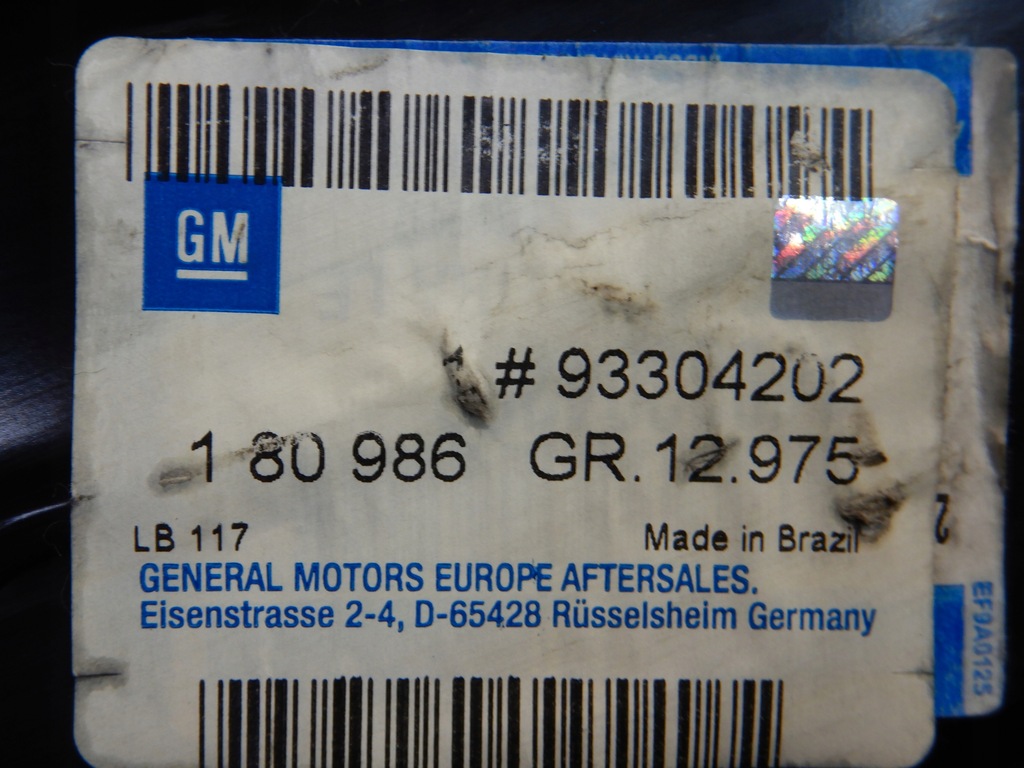 GM
# 93304202
1 80 986 GR. 12.975
LB 117 Made in Brazil
GENERAL MOTORS EUROPE AFTERSALES.
Eisenstrasse 2-4, D-65428 Rüsselsheim Germany
2
EF9A0125